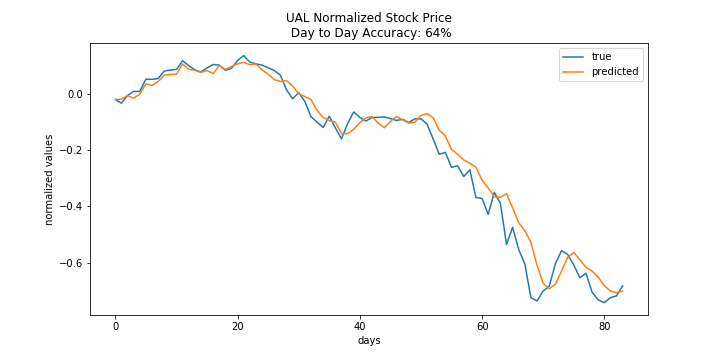 UAL Normalized Stock Price
Day to Day Accuracy: 64%
true
predicted
normalized values
0.0
−0.2
−0.4
−0.6
0 20 40 60 80
days